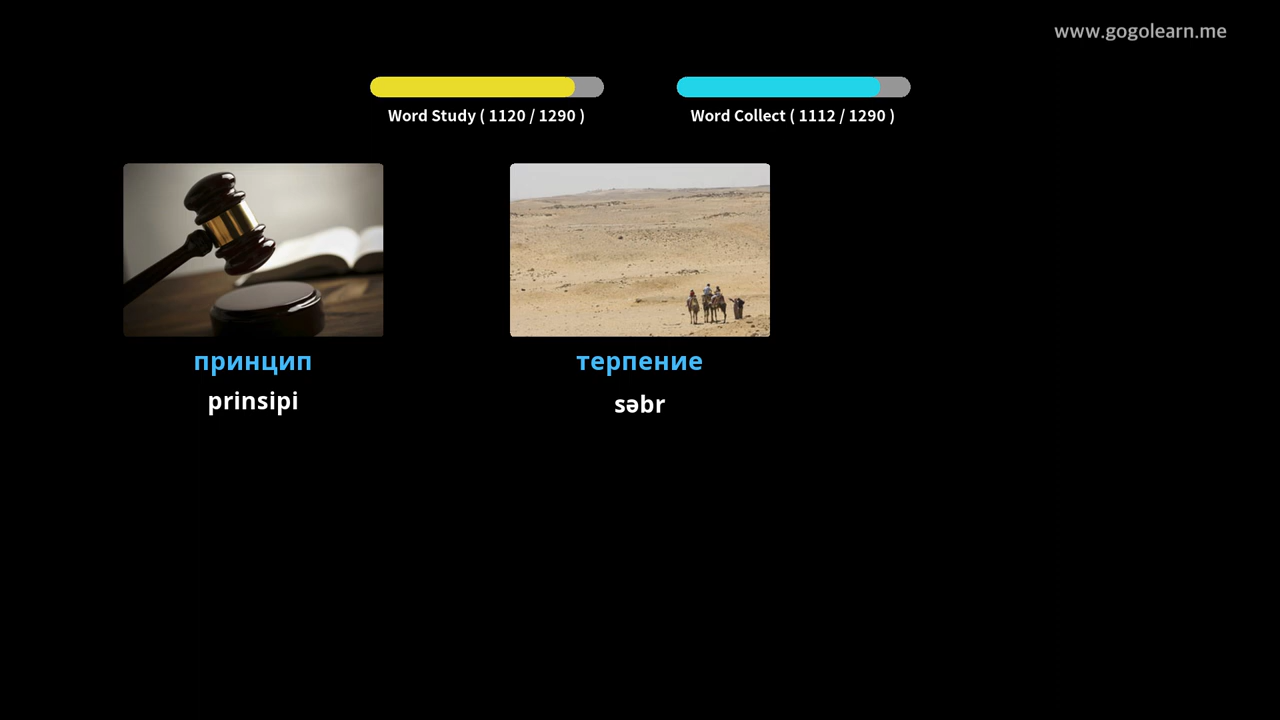 www.gogolearn.me
Word Study ( 1120 / 1290 )
Word Collect ( 1112 / 1290 )
принцип
prinsipi
терпение
səbr